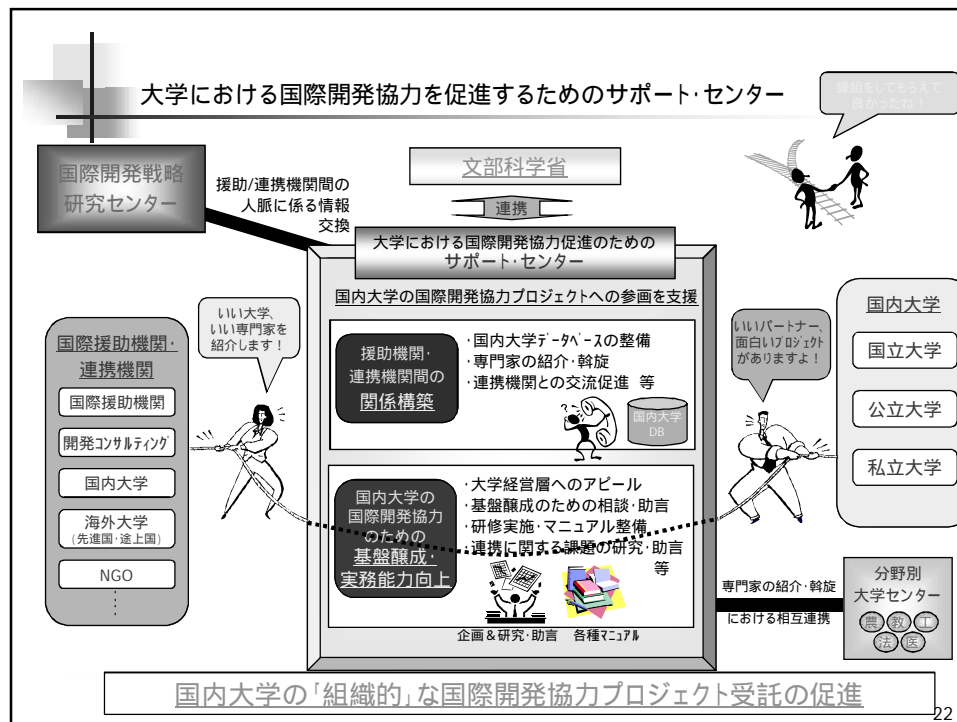 大学における国際開発協力を促進するためのサポート･センター
縁組をしてもらえて
良かったね！
国際開発戦略
研究センター
援助/連携機関間の
人脈に係る情報
交換
文部科学省
連携
大学における国際開発協力促進のための
サポート･センター
国内大学の国際開発協力プロジェクトへの参画を支援
いい大学、
いい専門家を
紹介します！
国際援助機関･
連携機関
国際援助機関
開発コンサルティング
国内大学
海外大学
(先進国･途上国)
NGO
援助機関･
連携機関間の
関係構築
･国内大学データベースの整備
･専門家の紹介･斡旋
･連携機関との交流促進 等
国内大学
DB
いいパートナー、
面白いプロジェクト
がありますよ！
国内大学
国立大学
公立大学
私立大学
国内大学の
国際開発協力
のための
基盤醸成･
実務能力向上
･大学経営層へのアピール
･基盤醸成のための相談･助言
･研修実施･マニュアル整備
･連携に関する課題の研究･助言
等
企画＆研究･助言
各種マニュアル
専門家の紹介･斡旋
における相互連携
分野別
大学センター
農 教 工
法 医
国内大学の｢組織的｣な国際開発協力プロジェクト受託の促進
22